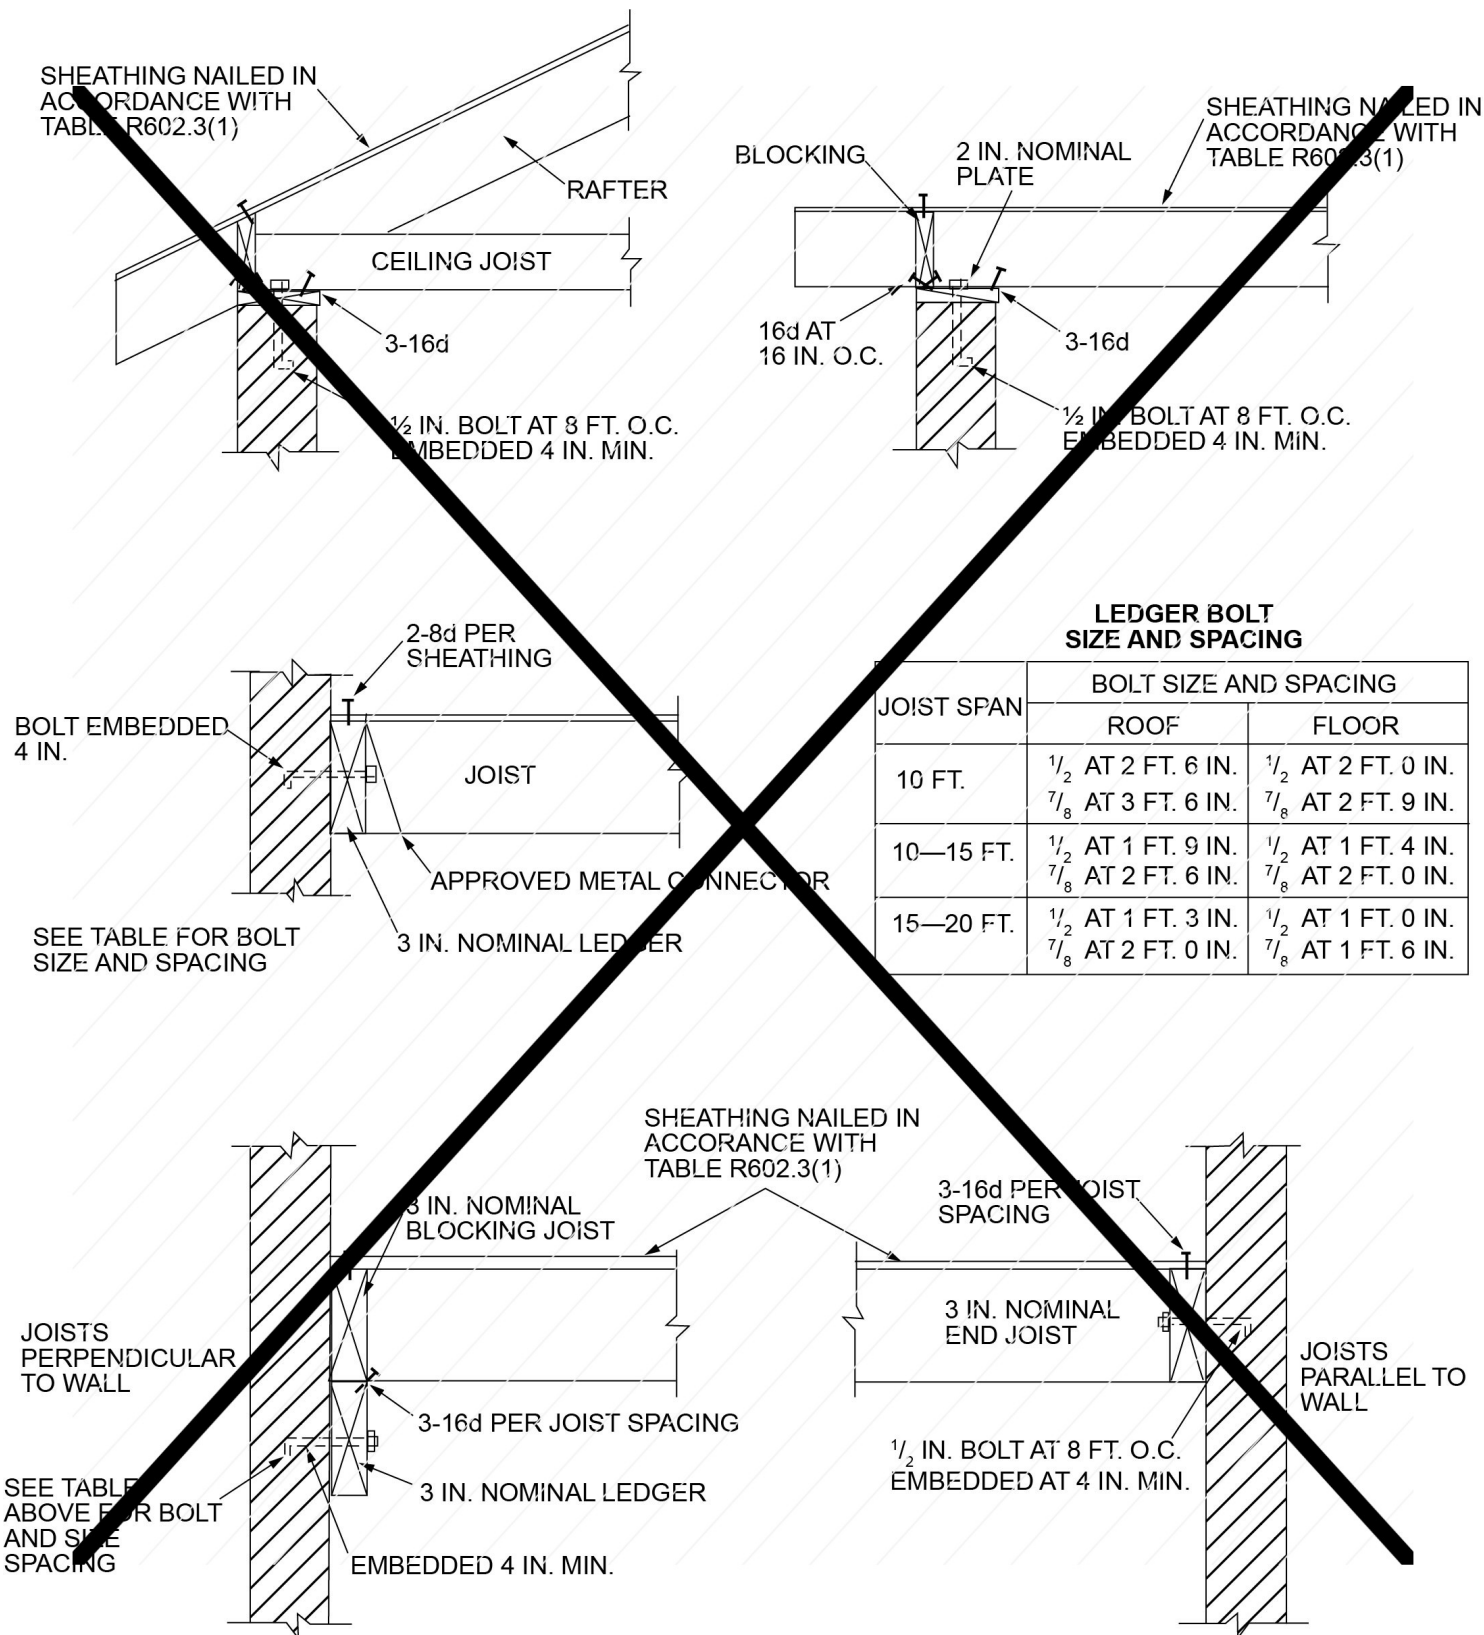 SHEATHING NAILED IN
ACCORDANCE WITH
TABLE R602.3(1)
RAFTER
CEILING JOIST
3-16d
½ IN. BOLT AT 8 FT. O.C.
EMBEDDED 4 IN. MIN.
SHEATHING NAILED IN
ACCORDANCE WITH
TABLE R602.3(1)
BLOCKING
2 IN. NOMINAL
PLATE
16d AT
16 IN. O.C.
3-16d
½ IN. BOLT AT 8 FT. O.C.
EMBEDDED 4 IN. MIN.
2-8d PER
SHEATHING
BOLT EMBEDDED
4 IN.
JOIST
APPROVED METAL CONNECTOR
3 IN. NOMINAL LEDGER
SEE TABLE FOR BOLT
SIZE AND SPACING
LEDGER BOLT
SIZE AND SPACING
JOIST SPAN
BOLT SIZE AND SPACING
ROOF FLOOR
10 FT.
1/2 AT 2 FT. 6 IN. 1/2 AT 2 FT. 0 IN.
7/8 AT 3 FT. 6 IN. 7/8 AT 2 FT. 9 IN.
10—15 FT.
1/2 AT 1 FT. 9 IN. 1/2 AT 1 FT. 4 IN.
7/8 AT 2 FT. 6 IN. 7/8 AT 2 FT. 0 IN.
15—20 FT.
1/2 AT 1 FT. 3 IN. 1/2 AT 1 FT. 0 IN.
7/8 AT 2 FT. 0 IN. 7/8 AT 1 FT. 6 IN.
SHEATHING NAILED IN
ACCORANCE WITH
TABLE R602.3(1)
3 IN. NOMINAL
BLOCKING JOIST
JOISTS
PERPENDICULAR
TO WALL
3-16d PER JOIST SPACING
3 IN. NOMINAL LEDGER
SEE TABLE
ABOVE FOR BOLT
AND SIZE
SPACING
EMBEDDED 4 IN. MIN.
3-16d PER JOIST
SPACING
3 IN. NOMINAL
END JOIST
JOISTS
PARALLEL TO
WALL
1/2 IN. BOLT AT 8 FT. O.C.
EMBEDDED AT 4 IN. MIN.